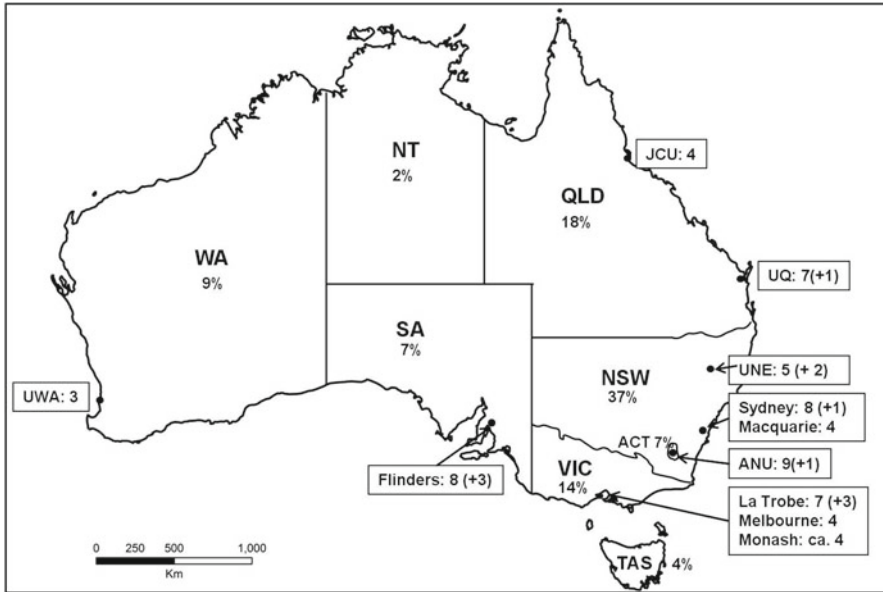 NT
2%
JCU: 4
QLD
18%
WA
9%
UQ: 7(+1)
SA
7%
UNE: 5 (+ 2)
NSW
37%
UWA: 3
Sydney: 8 (+1)
Macquarie: 4
ACT 7%
ANU: 9(+1)
Flinders: 8 (+3)
VIC
14%
La Trobe: 7 (+3)
Melbourne: 4
Monash: ca. 4
0 250 500 1,000
Km
TAS 4%